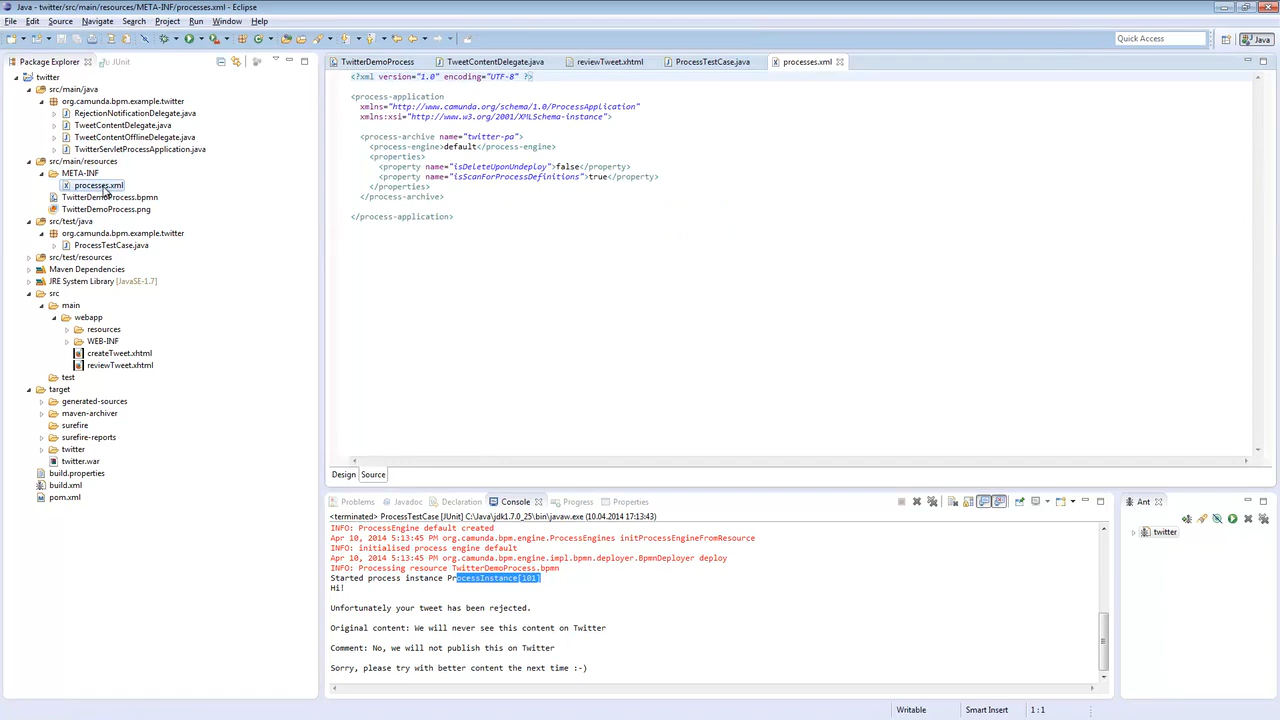 Java - twitter/src/main/resources/META-INF/processes.xml - Eclipse
File Edit Source Navigate Search Project Run Window Help
Quick Access
Java
Package Explorer
JUnit
twitter
src/main/java
org.camunda.bpm.example.twitter
RejectionNotificationDelegate.java
TweetContentDelegate.java
TweetContentOfflineDelegate.java
TwitterServletProcessApplication.java
src/main/resources
META-INF
processes.xml
TwitterDemoProcess.bpmn
TwitterDemoProcess.png
src/test/java
org.camunda.bpm.example.twitter
ProcessTestCase.java
src/test/resources
Maven Dependencies
JRE System Library [JavaSE-1.7]
src
main
webapp
resources
WEB-INF
createTweet.xhtml
reviewTweet.xhtml
test
target
generated-sources
maven-archiver
surefire
surefire-reports
twitter
twitter.war
build.properties
build.xml
pom.xml
TwitterDemoProcess TweetContentDelegate.java reviewTweet.xhtml ProcessTestCase.java processes.xml
<?xml version="1.0" encoding="UTF-8" ?>
<process-application
xmlns="http://www.camunda.org/schema/1.0/ProcessApplication"
xmlns:xsi="http://www.w3.org/2001/XMLSchema-instance">
<process-archive name="twitter-pa">
<process-engine>default</process-engine>
<properties>
<property name="isDeleteUponUndeploy">false</property>
<property name="isScanForProcessDefinitions">true</property>
</properties>
</process-archive>
</process-application>
Design Source
Problems Javadoc Declaration Console Progress Properties
<terminated> ProcessTestCase [JUnit] C:\Java\jdk1.7.0_25\bin\javaw.exe (10.04.2014 17:13:43)
INFO: ProcessEngine default created
Apr 10, 2014 5:13:45 PM org.camunda.bpm.engine.ProcessEngines initProcessEngineFromResource
INFO: initialised process engine default
Apr 10, 2014 5:13:45 PM org.camunda.bpm.engine.impl.bpmn.deployer.BpmnDeployer deploy
INFO: Processing resource TwitterDemoProcess.bpmn
Started process instance ProcessInstance[101]
Hi!
Unfortunately your tweet has been rejected.
Original content: We will never see this content on Twitter
Comment: No, we will not publish this on Twitter
Sorry, please try with better content the next time :-)
Ant
twitter
Writable Smart Insert 1 : 1